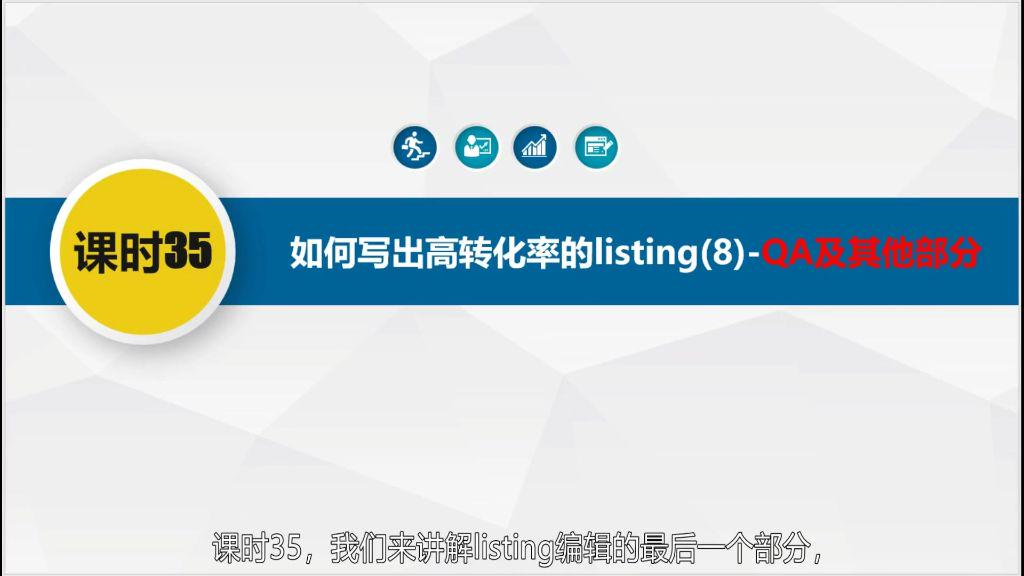 课时35
如何写出高转化率的listing(8)-QA及其他部分
课时35，我们来讲解listing编辑的最后一个部分，